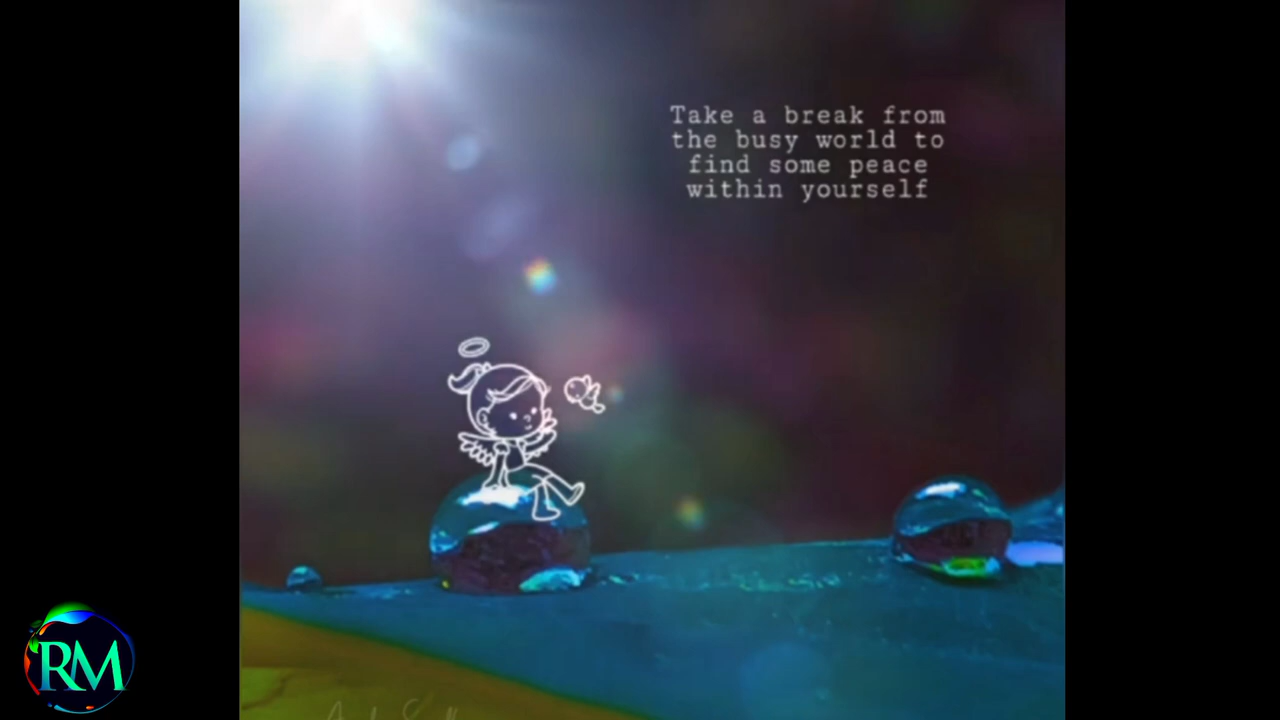 Take a break from
the busy world to
find some peace
within yourself
RM